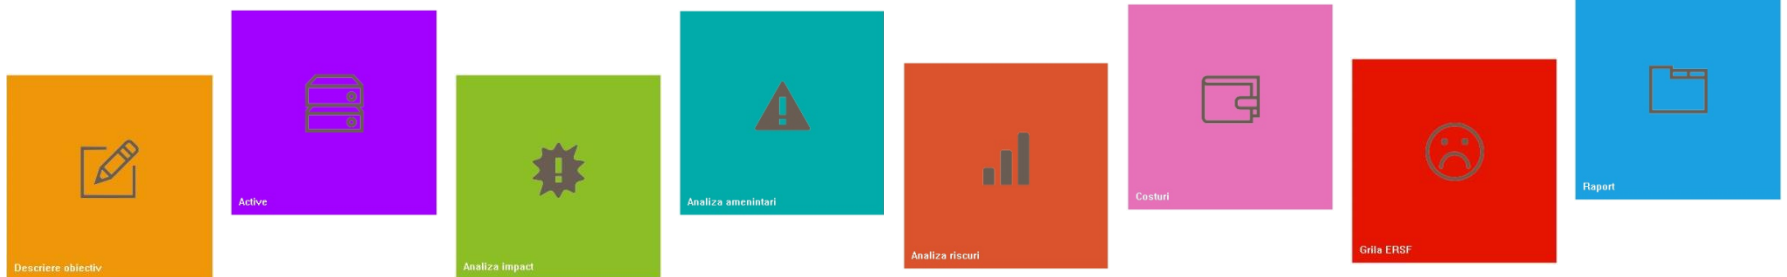 Descriere obiectiv
Active
Analiza impact
Analiza amenintari
Analiza riscuri
Costuri
Grila ERSF
Raport